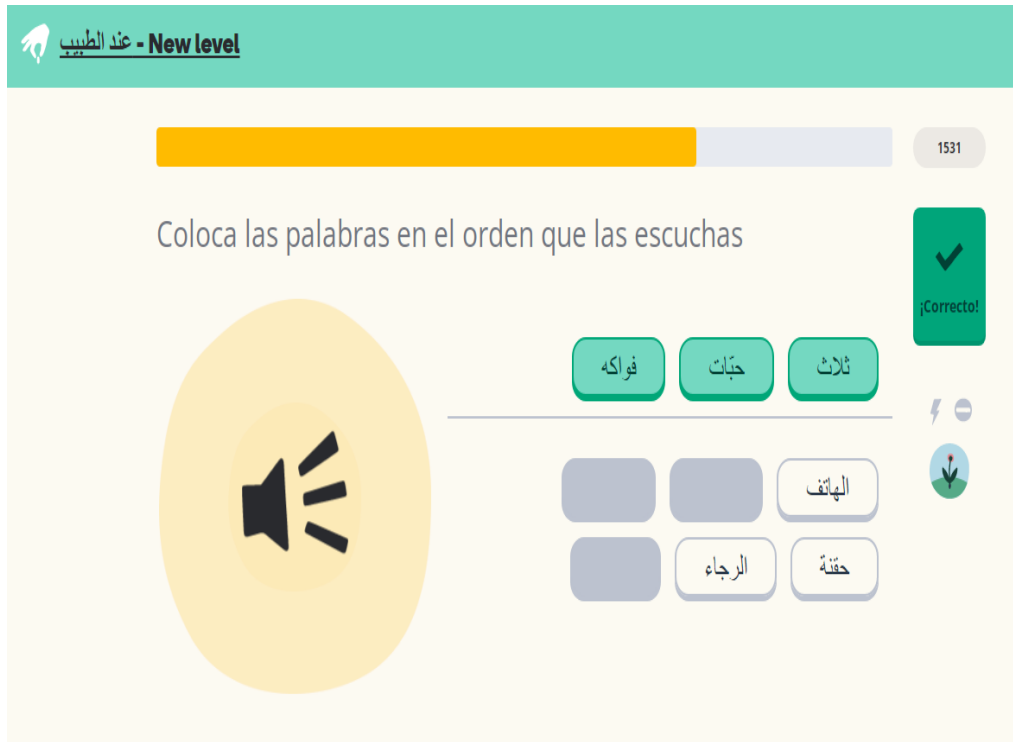 عند الطبيب - New level
1531
Coloca las palabras en el orden que las escuchas
¡Correcto!
ثلاث حبّات فواكه
الهاتف
حقنة الرجاء